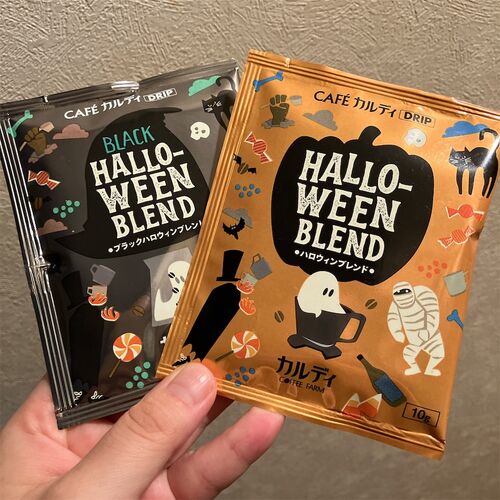 CAFÉ カルディ DRIP
BLACK
HALLO-
WEEN
BLEND
•ブラックハロウィンブレンド•
CAFÉ カルディ DRIP
HALLO-
WEEN
BLEND
•ハロウィンブレンド•
カルディ
COFFEE FARM
10g